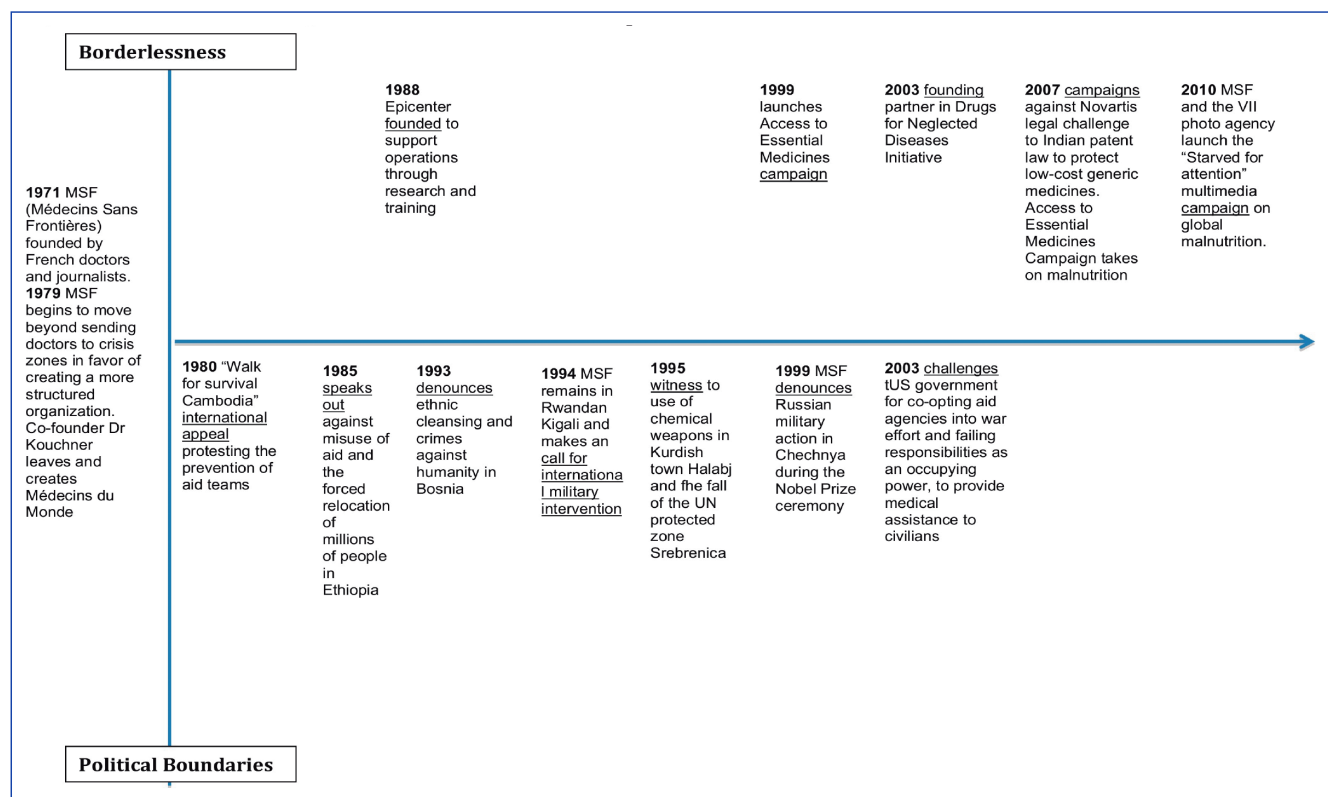 Borderlessness
1971 MSF
(Médecins Sans
Frontières)
founded by
French doctors
and journalists.
1979 MSF
begins to move
beyond sending
doctors to crisis
zones in favor of
creating a more
structured
organization.
Co-founder Dr
Kouchner
leaves and
creates
Médecins du
Monde
1988
Epicenter
founded to
support
operations
through
research and
training
1999
launches
Access to
Essential
Medicines
campaign
2003 founding
partner in Drugs
for Neglected
Diseases
Initiative
2007 campaigns
against Novartis
legal challenge
to Indian patent
law to protect
low-cost generic
medicines.
Access to
Essential
Medicines
Campaign takes
on malnutrition
2010 MSF
and the VII
photo agency
launch the
“Starved for
attention”
multimedia
campaign on
global
malnutrition.
1980 “Walk
for survival
Cambodia”
international
appeal
protesting the
prevention of
aid teams
1985
speaks
out
against
misuse of
aid and
the
forced
relocation
of
millions
of people
in
Ethiopia
1993
denounces
ethnic
cleansing and
crimes
against
humanity in
Bosnia
1994 MSF
remains in
Rwandan
Kigali and
makes an
call for
internationa
l military
intervention
1995
witness to
use of
chemical
weapons in
Kurdish
town Halabj
and fhe fall
of the UN
protected
zone
Srebrenica
1999 MSF
denounces
Russian
military
action in
Chechnya
during the
Nobel Prize
ceremony
2003 challenges
tUS government
for co-opting aid
agencies into war
effort and failing
responsibilities as
an occupying
power, to provide
medical
assistance to
civilians
Political Boundaries